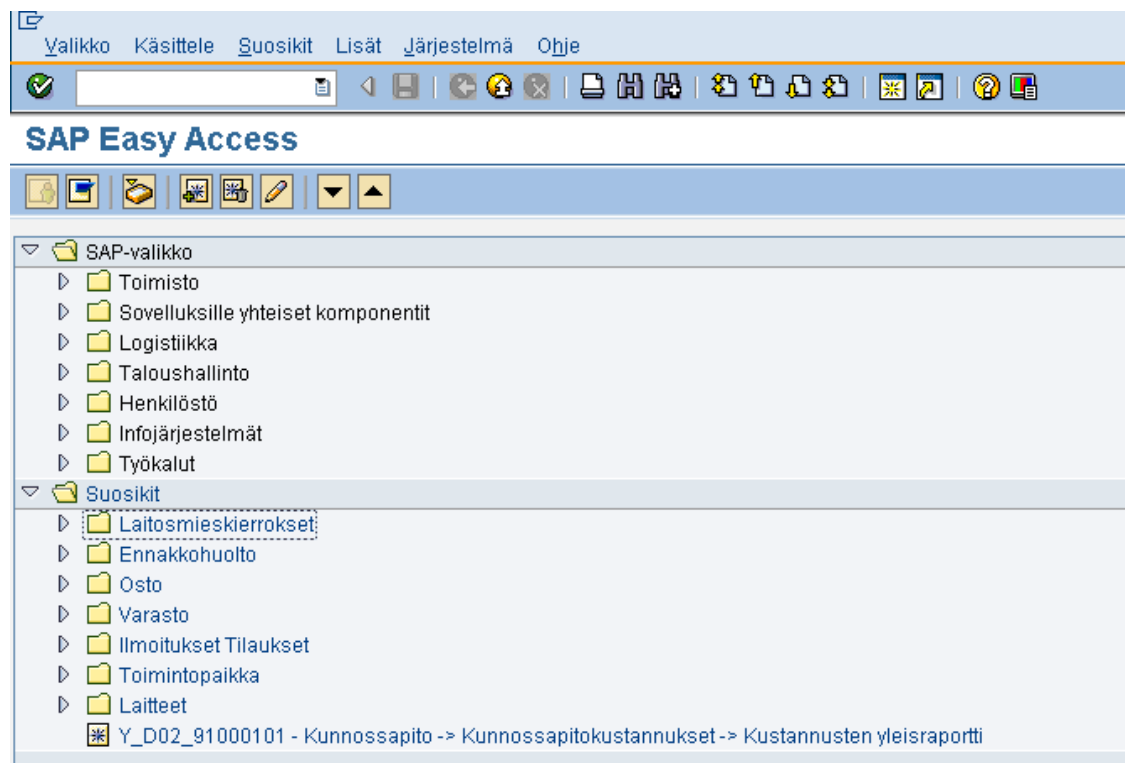 Valikko Käsittele Suosikit Lisät Järjestelmä Ohje
SAP Easy Access
SAP-valikko
Toimisto
Sovelluksille yhteiset komponentit
Logistiikka
Taloushallinto
Henkilöstö
Infojärjestelmät
Työkalut
Suosikit
Laitosmieskierrokset
Ennakkohuolto
Osto
Varasto
Ilmoitukset Tilaukset
Toimintopaikka
Laitteet
Y_D02_91000101 - Kunnossapito -> Kunnossapitokustannukset -> Kustannusten yleisraportti